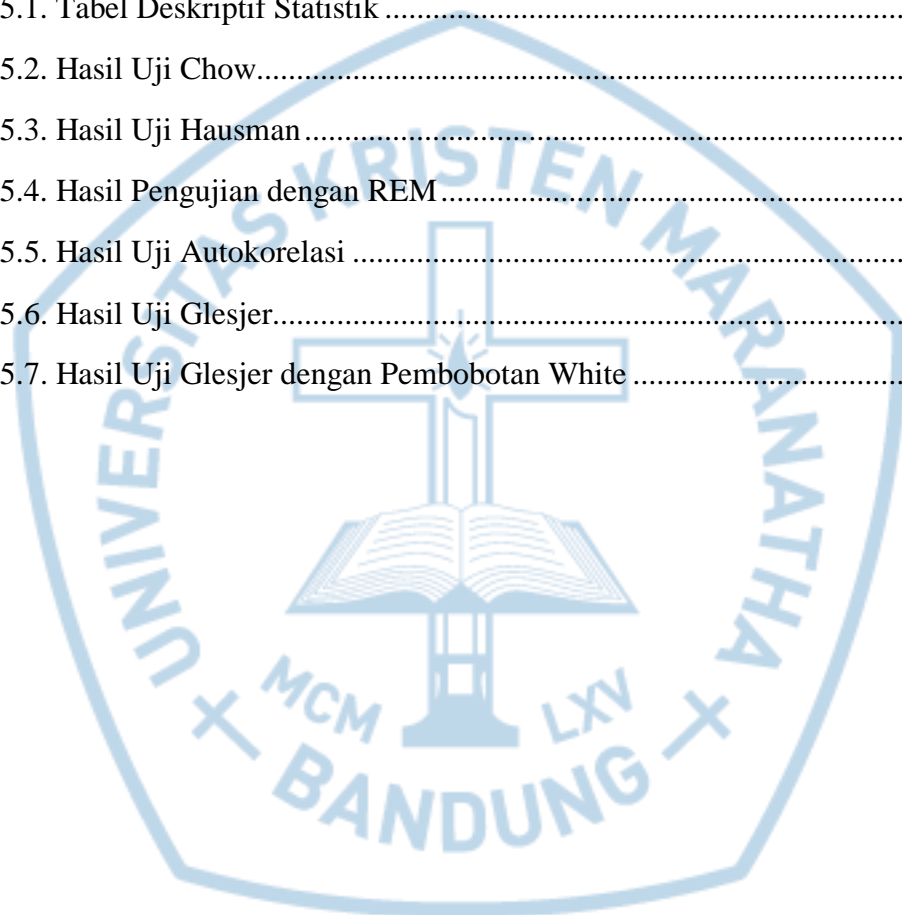 5.1. Tabel Deskriptif Statistik ................................................................
5.2. Hasil Uji Chow.............................................................................
5.3. Hasil Uji Hausman ..........................................................................
5.4. Hasil Pengujian dengan REM .........................................................
5.5. Hasil Uji Autokorelasi ....................................................................
5.6. Hasil Uji Glesjer..............................................................................
5.7. Hasil Uji Glesjer dengan Pembobotan White ..................................
UNIVERSITAS KRISTEN MARANATHA
MCM LXV
BANDUNG